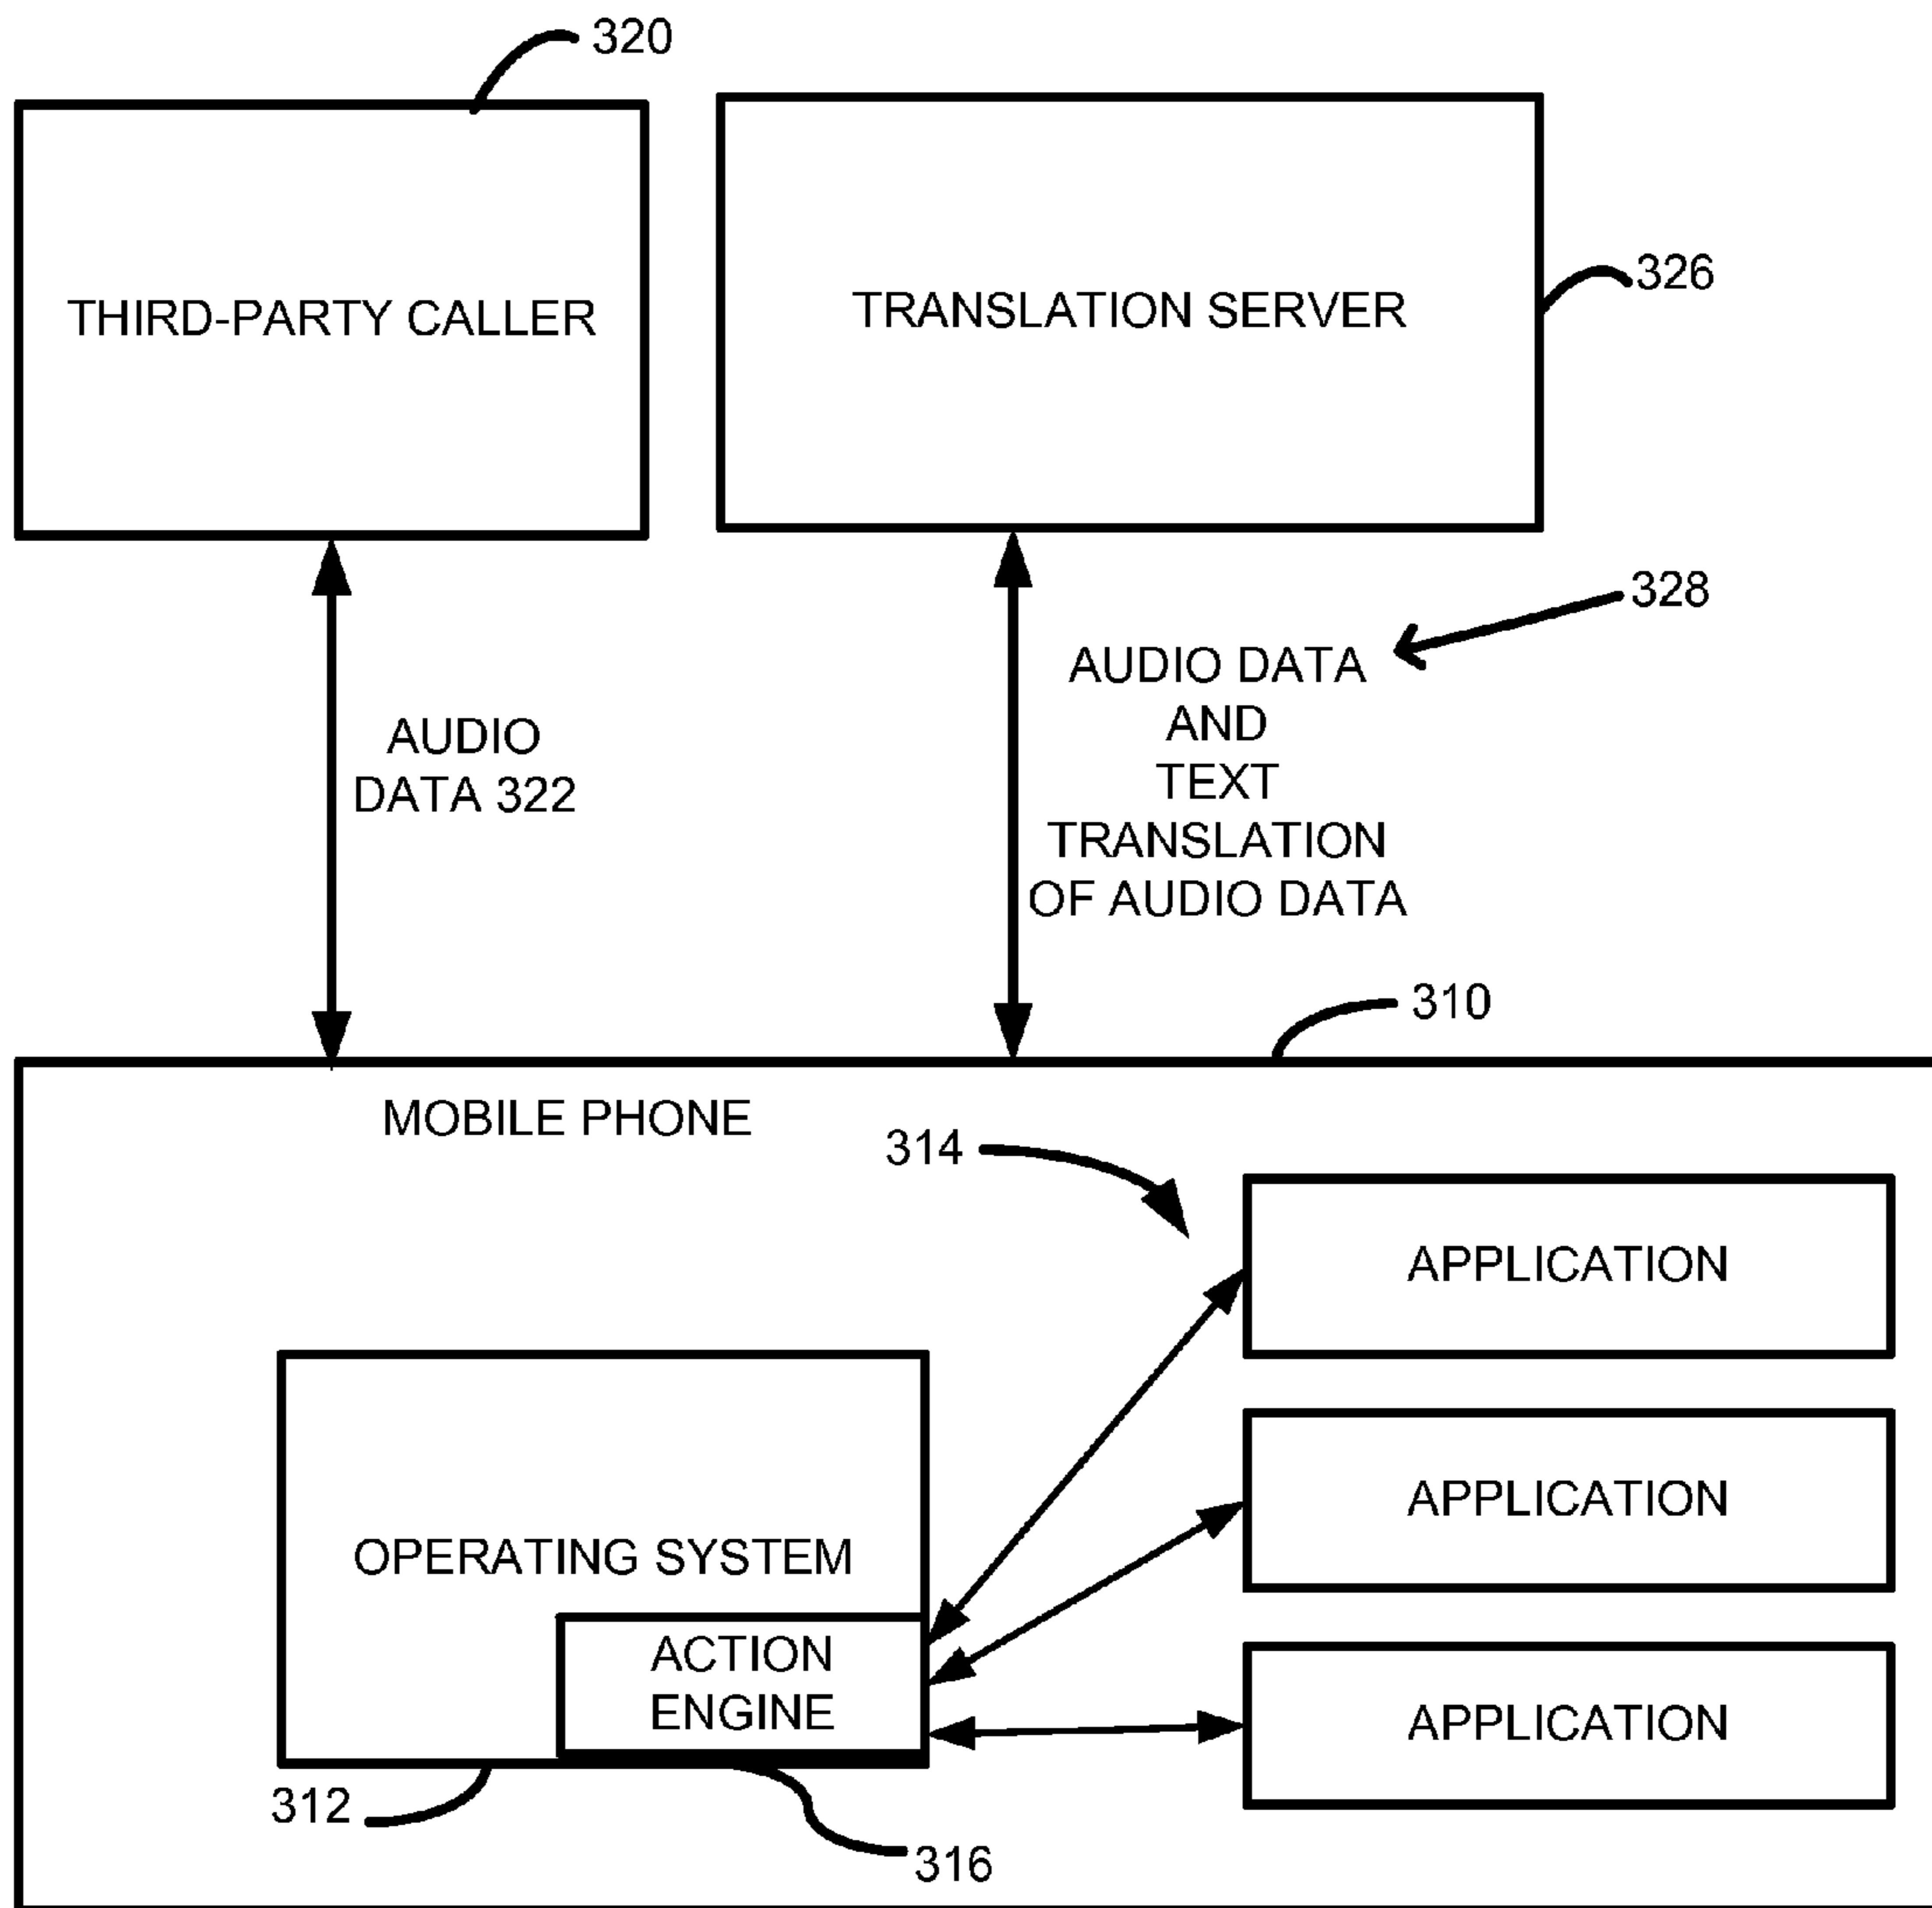 320
THIRD-PARTY CALLER
TRANSLATION SERVER
326
328
AUDIO DATA
AND
TEXT
TRANSLATION
OF AUDIO DATA
AUDIO
DATA 322
310
MOBILE PHONE
314
APPLICATION
APPLICATION
OPERATING SYSTEM
ACTION
ENGINE
APPLICATION
312
316